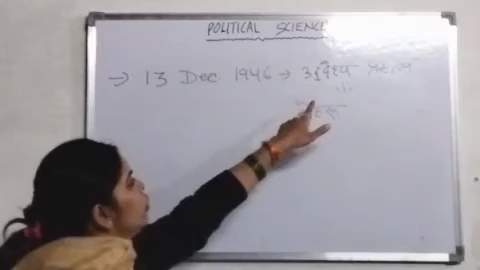 POLITICAL SCIENCE
→ 13 Dec 1946 → उद्देश्य प्रस्ताव